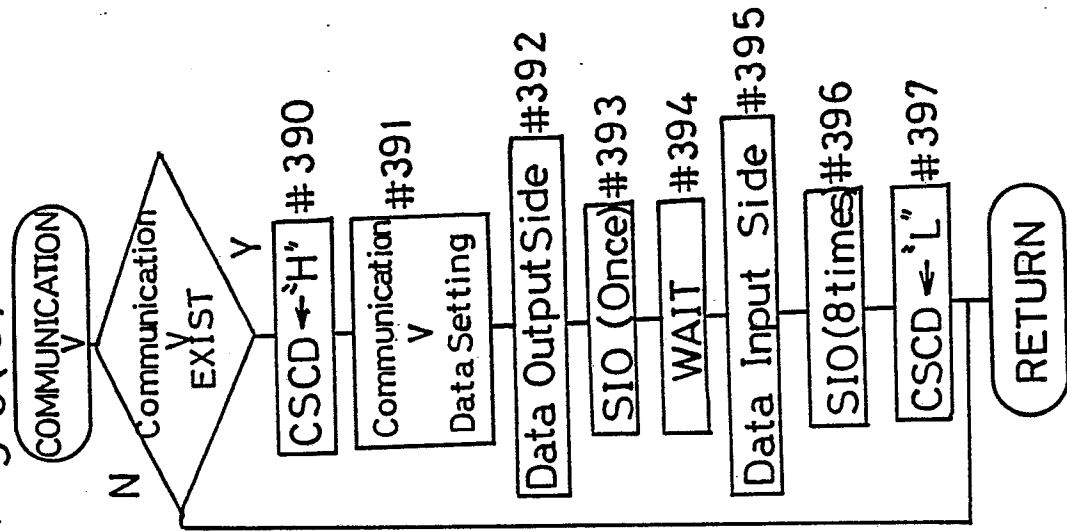 COMMUNICATION
V
Communication
V
EXIST
N
Y
CSCD ← "H" #390
Communication #391
V
Data Setting
Data Output Side #392
SIO (Once) #393
WAIT #394
Data Input Side #395
SIO (8times) #396
CSCD ← "L" #397
RETURN